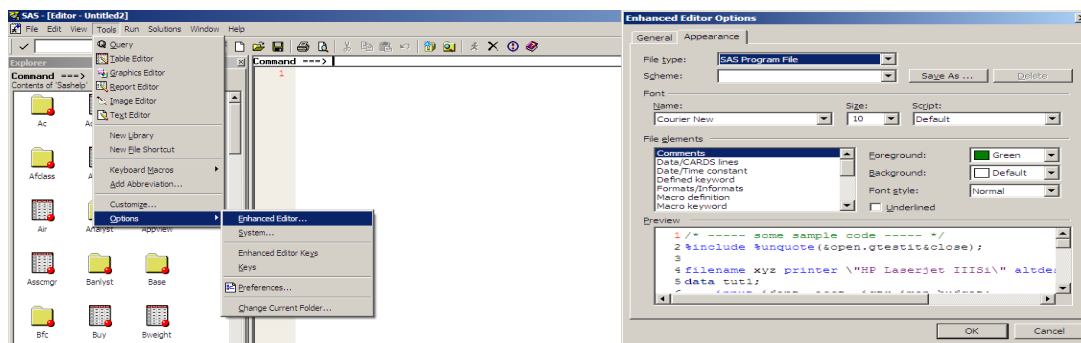 SAS - [Editor - Untitled2]
File Edit View Tools Run Solutions Window Help
Explorer
Command ===>
Contents of 'Sashelp'
Ac
Afclass
Air Analyst Appview
Asscmgr Banlyst Base
Bfc Buy Bweight
Query
Table Editor
Graphics Editor
Report Editor
Image Editor
Text Editor
New Library
New File Shortcut
Keyboard Macros
Add Abbreviation...
Customize...
Options
Enhanced Editor...
System...
Enhanced Editor Keys
Keys
Preferences...
Change Current Folder...
Command ===>
1
Enhanced Editor Options
General Appearance
File type: SAS Program File
Scheme: Save As ... Delete
Font
Name: Size: Script:
Courier New 10 Default
File elements
Comments
Data/CARDS lines
Date/Time constant
Defined keyword
Formats/Informats
Macro definition
Macro keyword
Foreground: Green
Background: Default
Font style: Normal
Underlined
Preview
1 /* ----- some sample code ----- */
2 %include %unquote(&open.gtestit&close);
3
4 filename xyz printer \"HP Laserjet IIISi\" altdes
5 data tut1;
OK Cancel